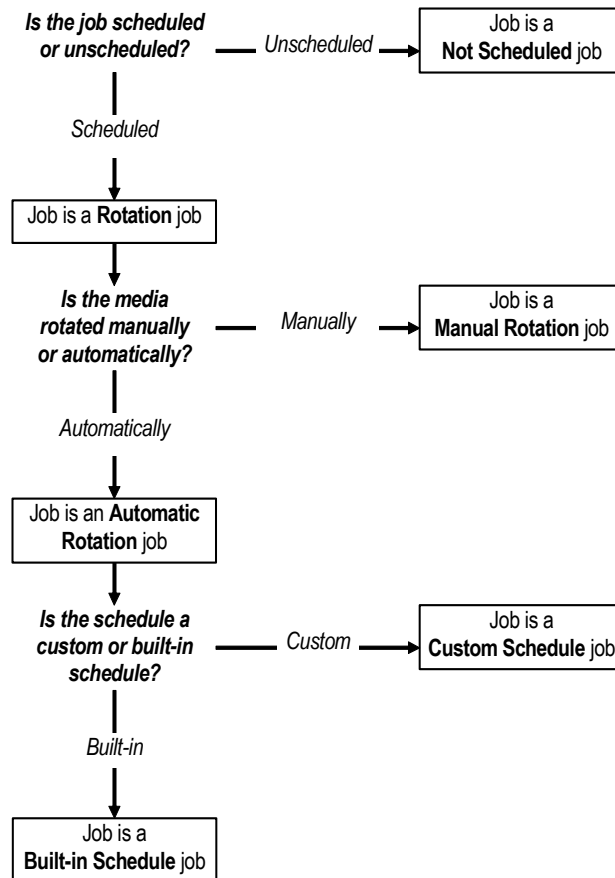 Is the job scheduled
or unscheduled?
Unscheduled
Job is a
Not Scheduled job
Scheduled
Job is a Rotation job
Is the media
rotated manually
or automatically?
Manually
Job is a
Manual Rotation job
Automatically
Job is an Automatic
Rotation job
Is the schedule a
custom or built-in
schedule?
Custom
Job is a
Custom Schedule job
Built-in
Job is a
Built-in Schedule job